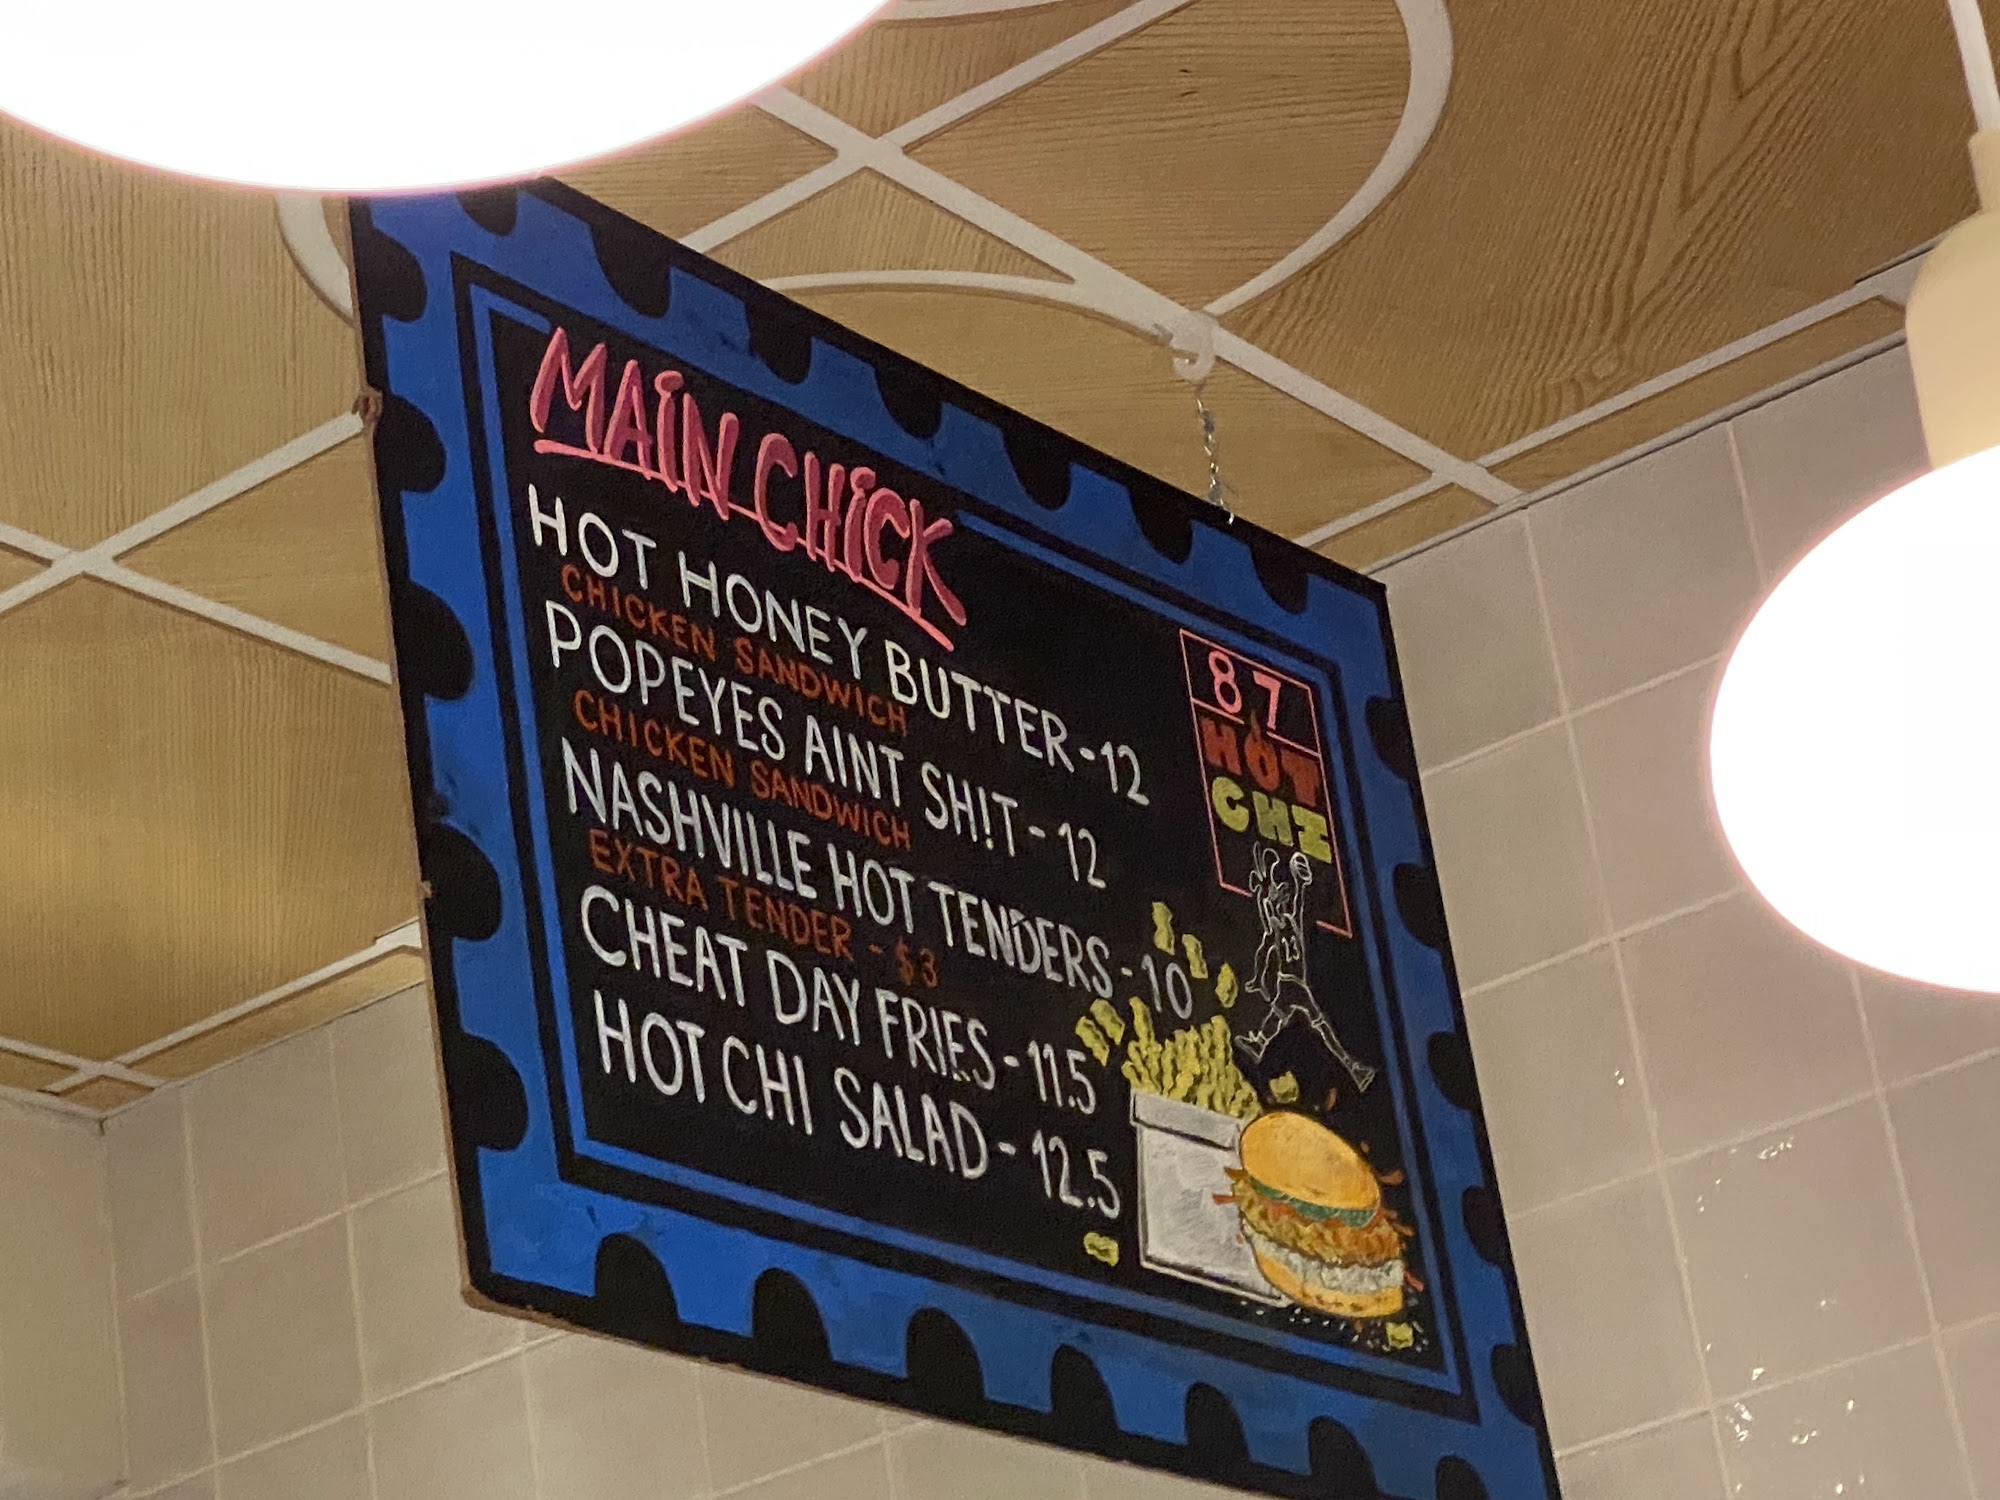 MAiN CHiCK
HOT HONEY BUTTER - 12
CHICKEN SANDWICH
POPEYES AINT SH!T - 12
CHICKEN SANDWICH
NASHVILLE HOT TENDERS - 10
EXTRA TENDER - $3
CHEAT DAY FRIES - 11.5
HOT CHI SALAD - 12.5
87
HOT
CHI
23